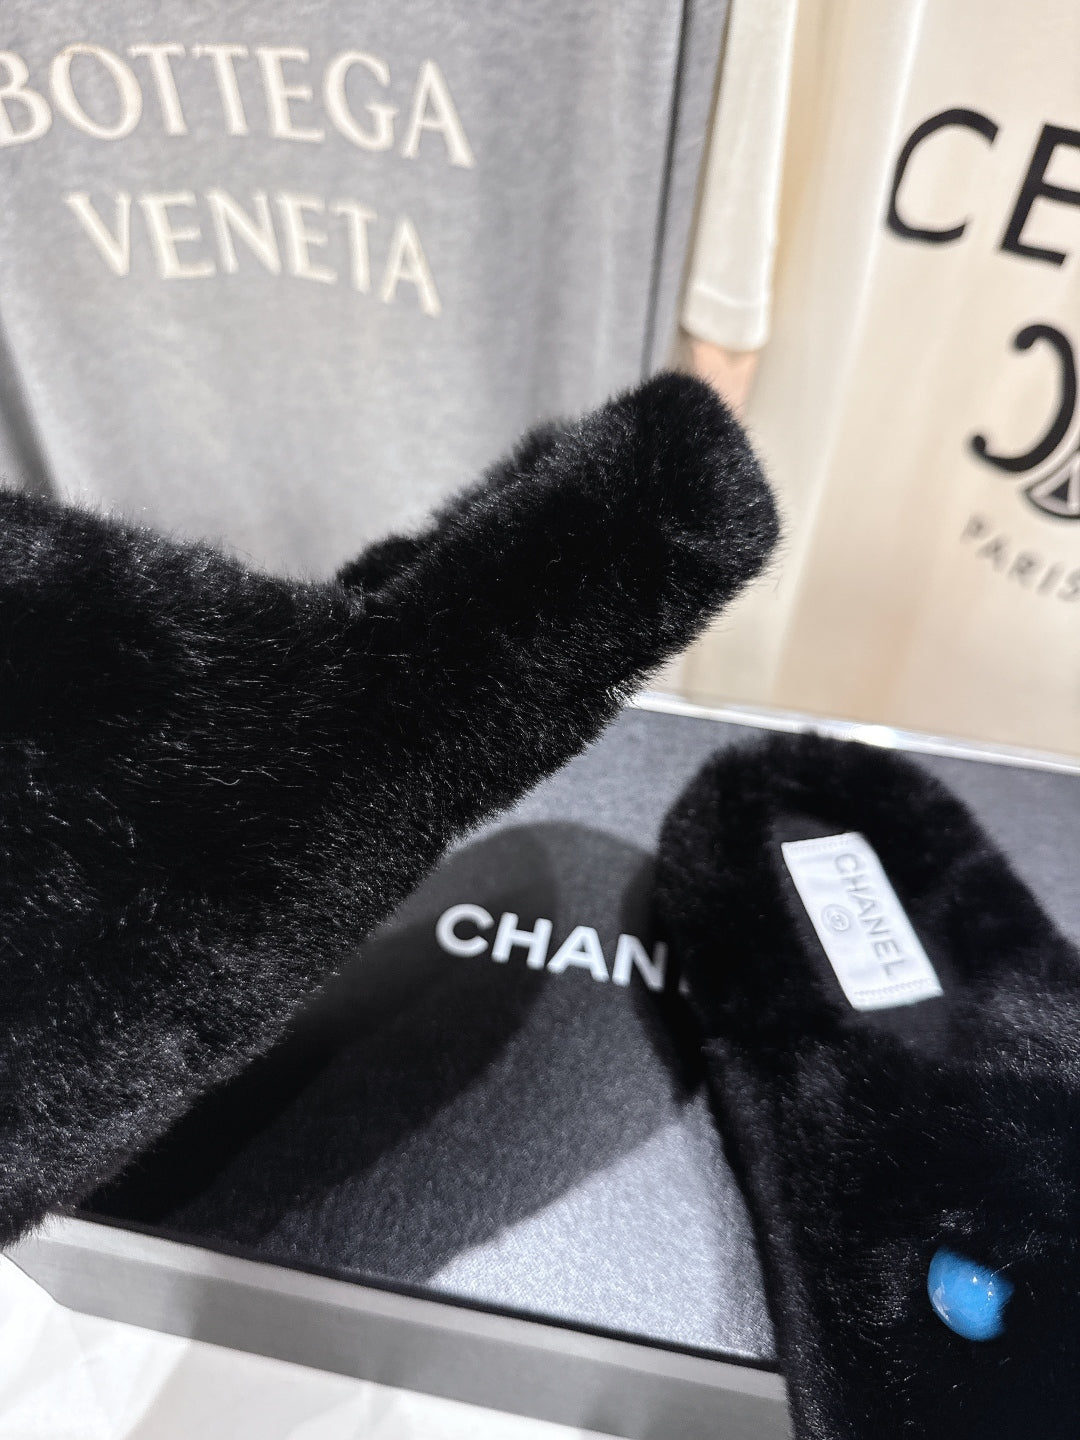 BOTTEGA
VENETA
CE
PARIS
CHAN
CHANEL